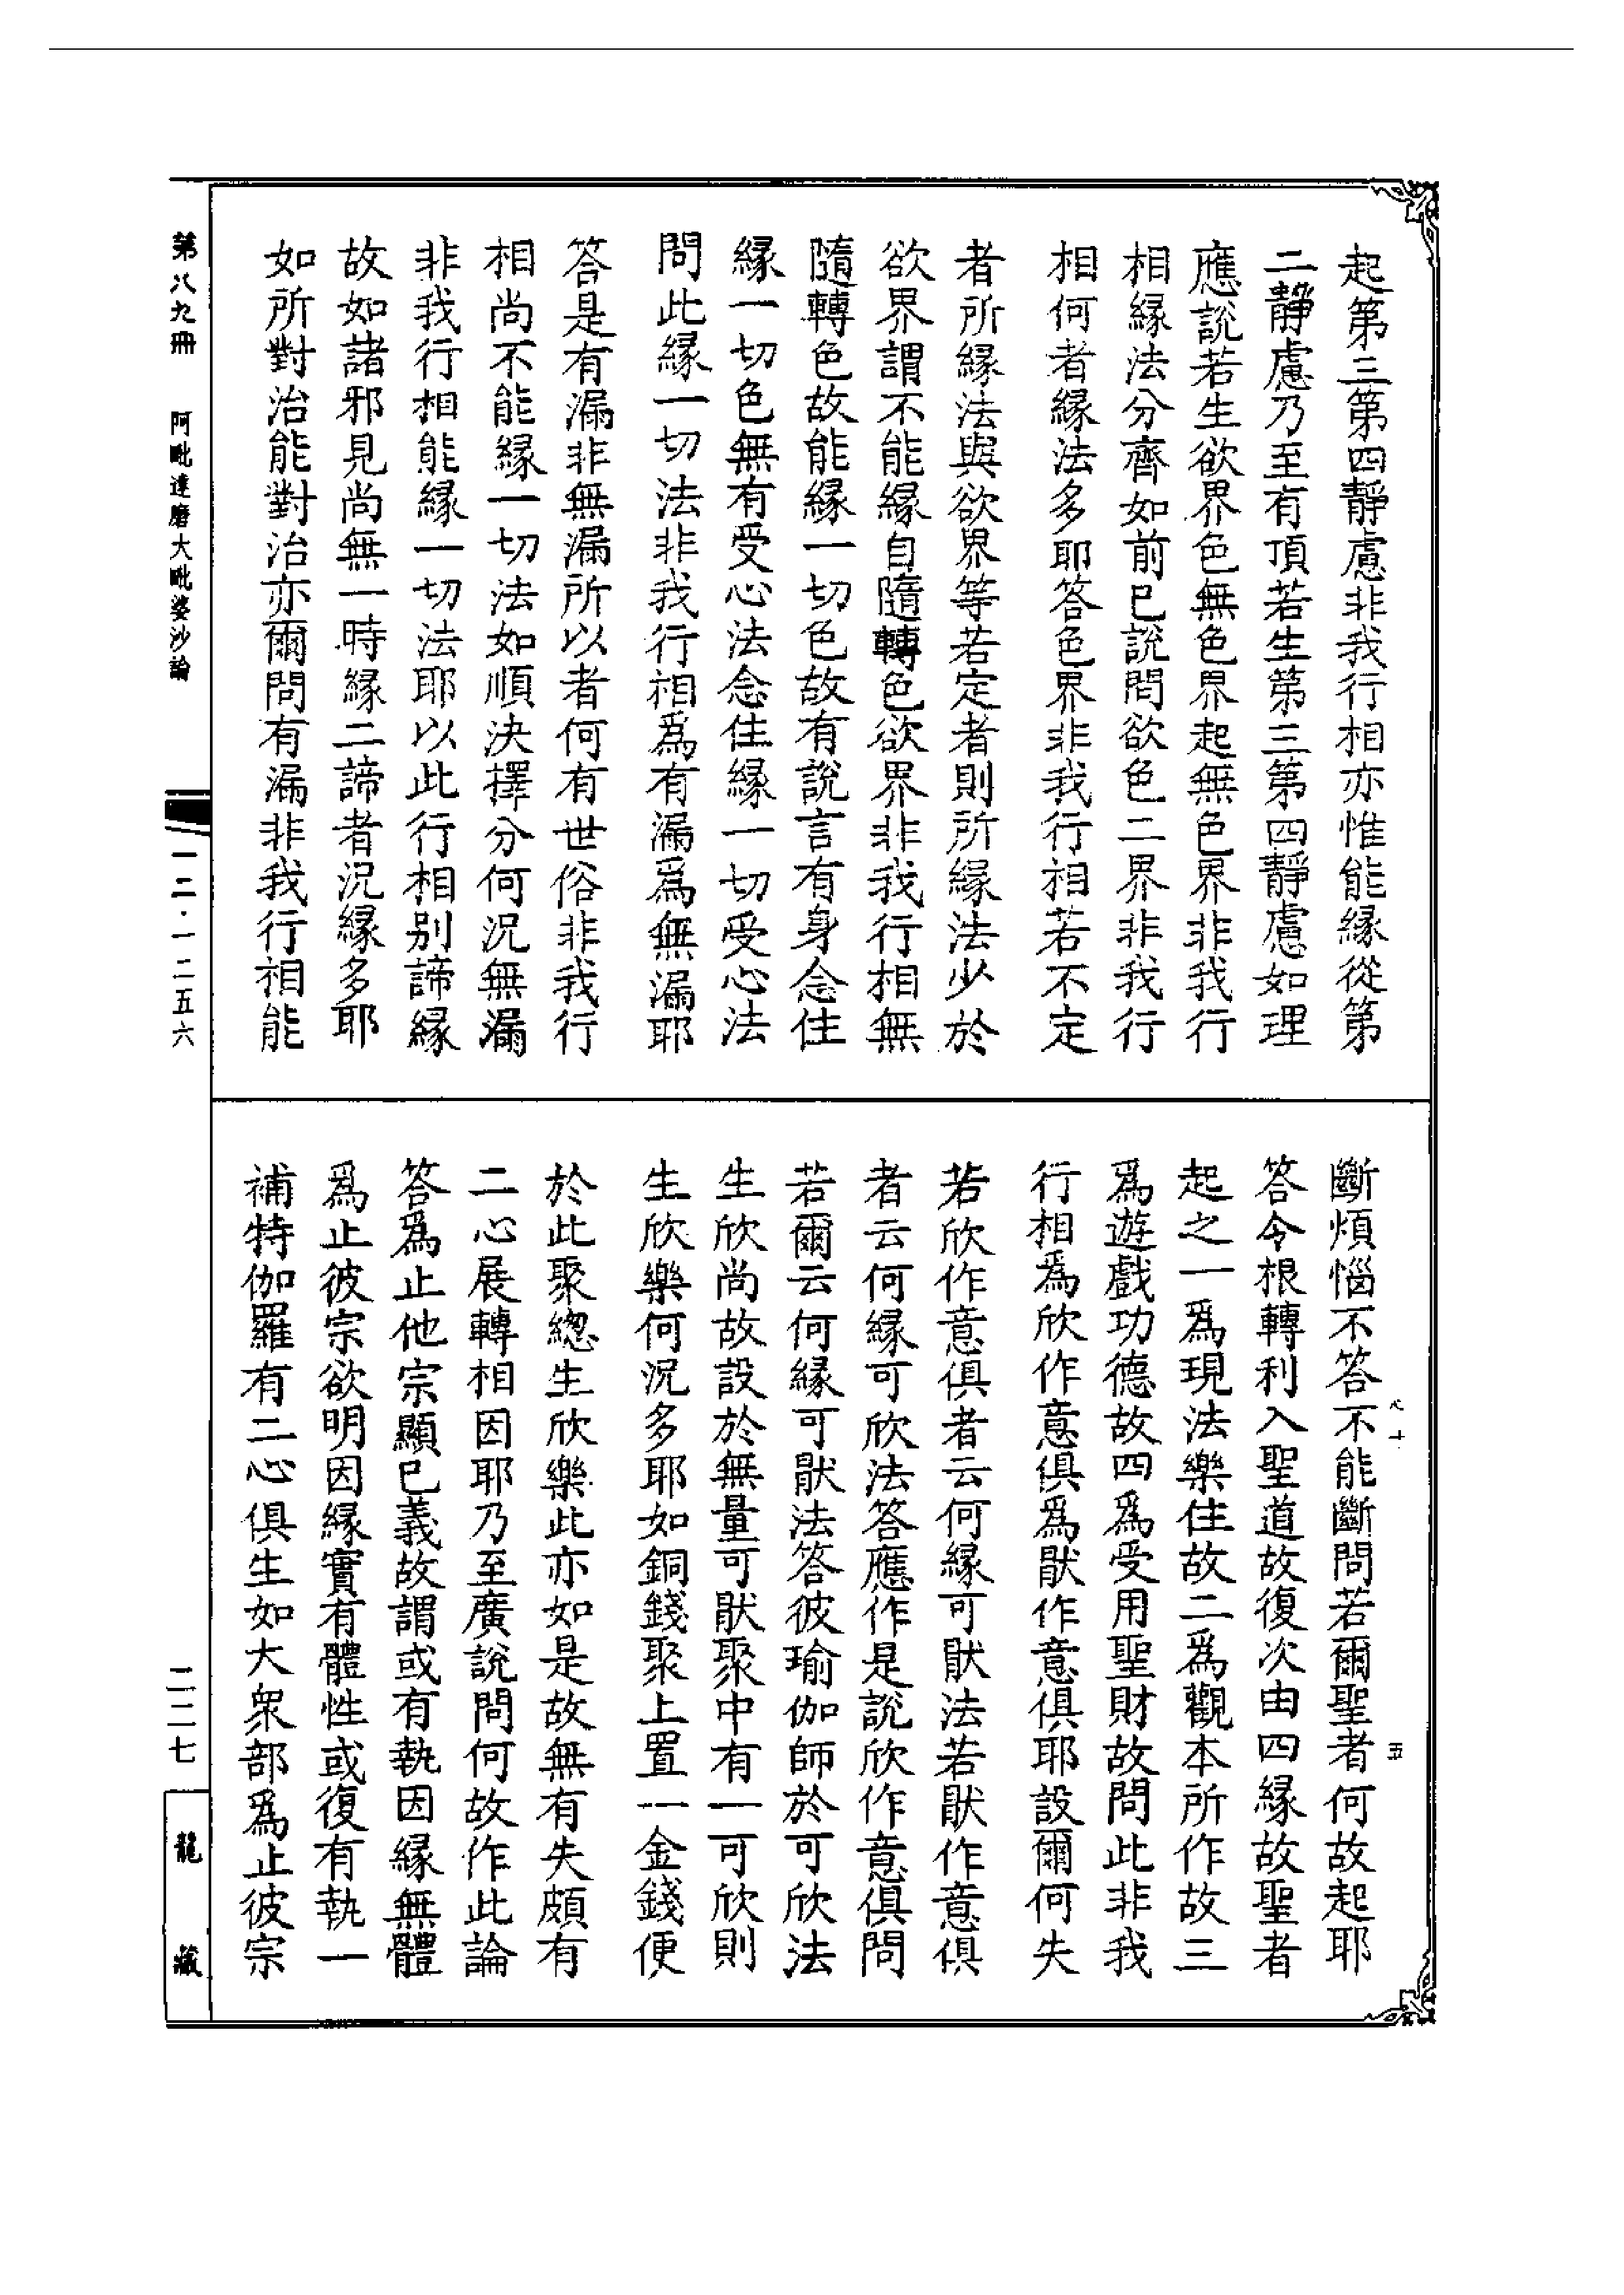 起第三第四靜慮非我行相亦惟能緣從第
二靜慮乃至有頂若生第三第四靜慮如理
應說若生欲界色無色界起無色界非我行
相緣法分齊如前已說問欲色二界非我行
相何者緣法多耶答色界非我行相若不定
者所緣法與欲界等若定者則所緣法少於
欲界謂不能緣自隨轉色欲界非我行相無
隨轉色故能緣一切色故有說言有身念住
緣一切色無有受心法念住緣一切受心法
問此緣一切法非我行相為有漏爲無漏耶
答是有漏非無漏所以者何有世俗非我行
相尚不能緣一切法如順決擇分何況無漏
非我行相能緣一切法耶以此行相別諦緣
故如諸邪見尚無一時緣二諦者況緣多耶
如所對治能對治亦爾問有漏非我行相能
斷煩惱不答不能斷問若爾聖者何故起耶
答令根轉利入聖道故復次由四緣故聖者
起之一爲現法樂住故二爲觀本所作故三
爲遊戲功德故四爲受用聖財故問此非我
行相爲欣作意俱爲猒作意俱耶設爾何失
若欣作意俱者云何緣可猒法若猒作意俱
者云何緣可欣法答應作是說欣作意俱問
若爾云何緣可猒法答彼瑜伽師於可欣法
生欣尚故設於無量可猒聚中有一可欣則
生欣樂何況多耶如銅錢聚上置一金錢便
於此聚緫生欣樂此亦如是故無有失頗有
二心展轉相因耶乃至廣說問何故作此論
答爲止他宗顯已義故謂或有執因緣無體
爲止彼宗欲明因緣實有體性或復有執一
補特伽羅有二心俱生如大衆部爲止彼宗
第八九冊 阿毗達磨大毗婆沙論
一二·一二五六
二二七
龍藏
五